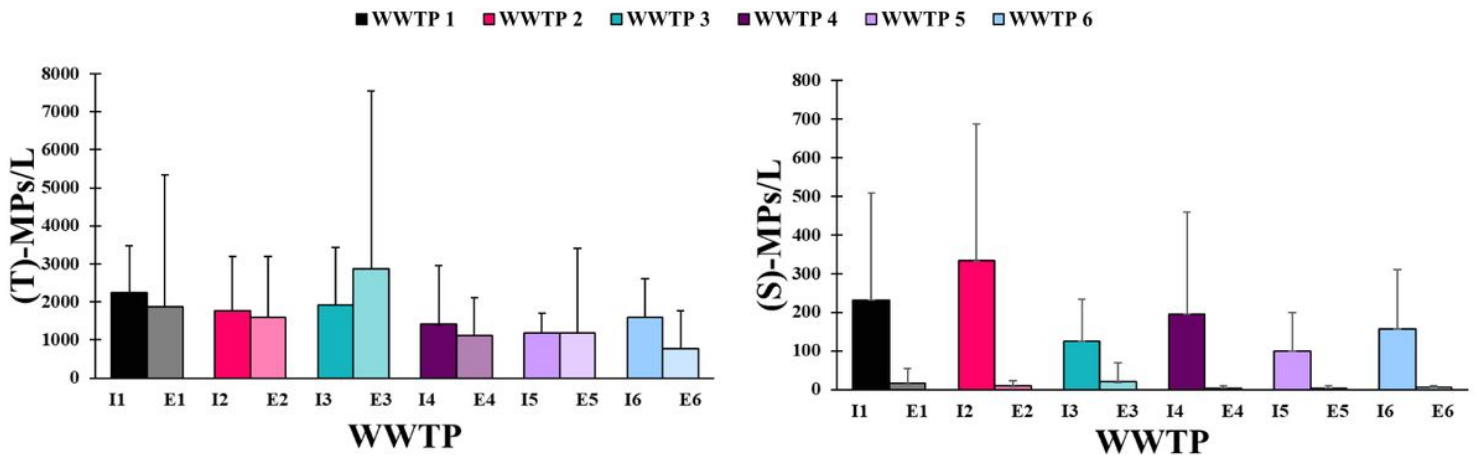 WWTP 1 WWTP 2 WWTP 3 WWTP 4 WWTP 5 WWTP 6
(T)-MPs/L
8000
7000
6000
5000
4000
3000
2000
1000
0
I1 E1 I2 E2 I3 E3 I4 E4 I5 E5 I6 E6
WWTP
(S)-MPs/L
800
700
600
500
400
300
200
100
0
I1 E1 I2 E2 I3 E3 I4 E4 I5 E5 I6 E6
WWTP